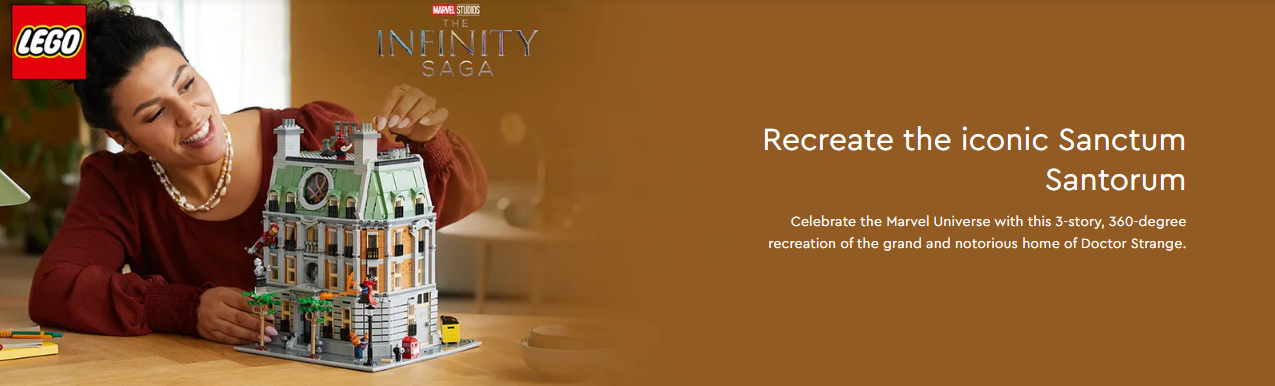 LEGO
MARVEL STUDIOS
THE
INFINITY
SAGA
Recreate the iconic Sanctum
Santorum
Celebrate the Marvel Universe with this 3-story, 360-degree
recreation of the grand and notorious home of Doctor Strange.